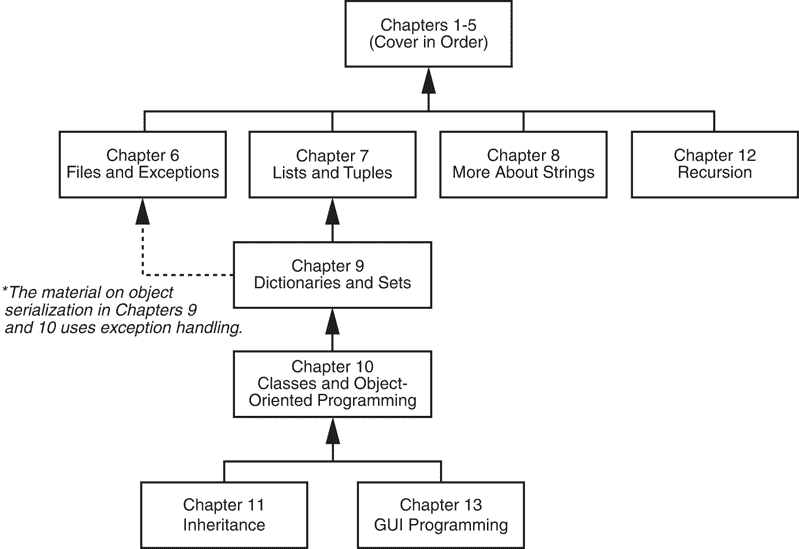 Chapters 1-5
(Cover in Order)
Chapter 6
Files and Exceptions
Chapter 7
Lists and Tuples
Chapter 8
More About Strings
Chapter 12
Recursion
Chapter 9
Dictionaries and Sets
*The material on object
serialization in Chapters 9
and 10 uses exception handling.
Chapter 10
Classes and Object-
Oriented Programming
Chapter 11
Inheritance
Chapter 13
GUI Programming